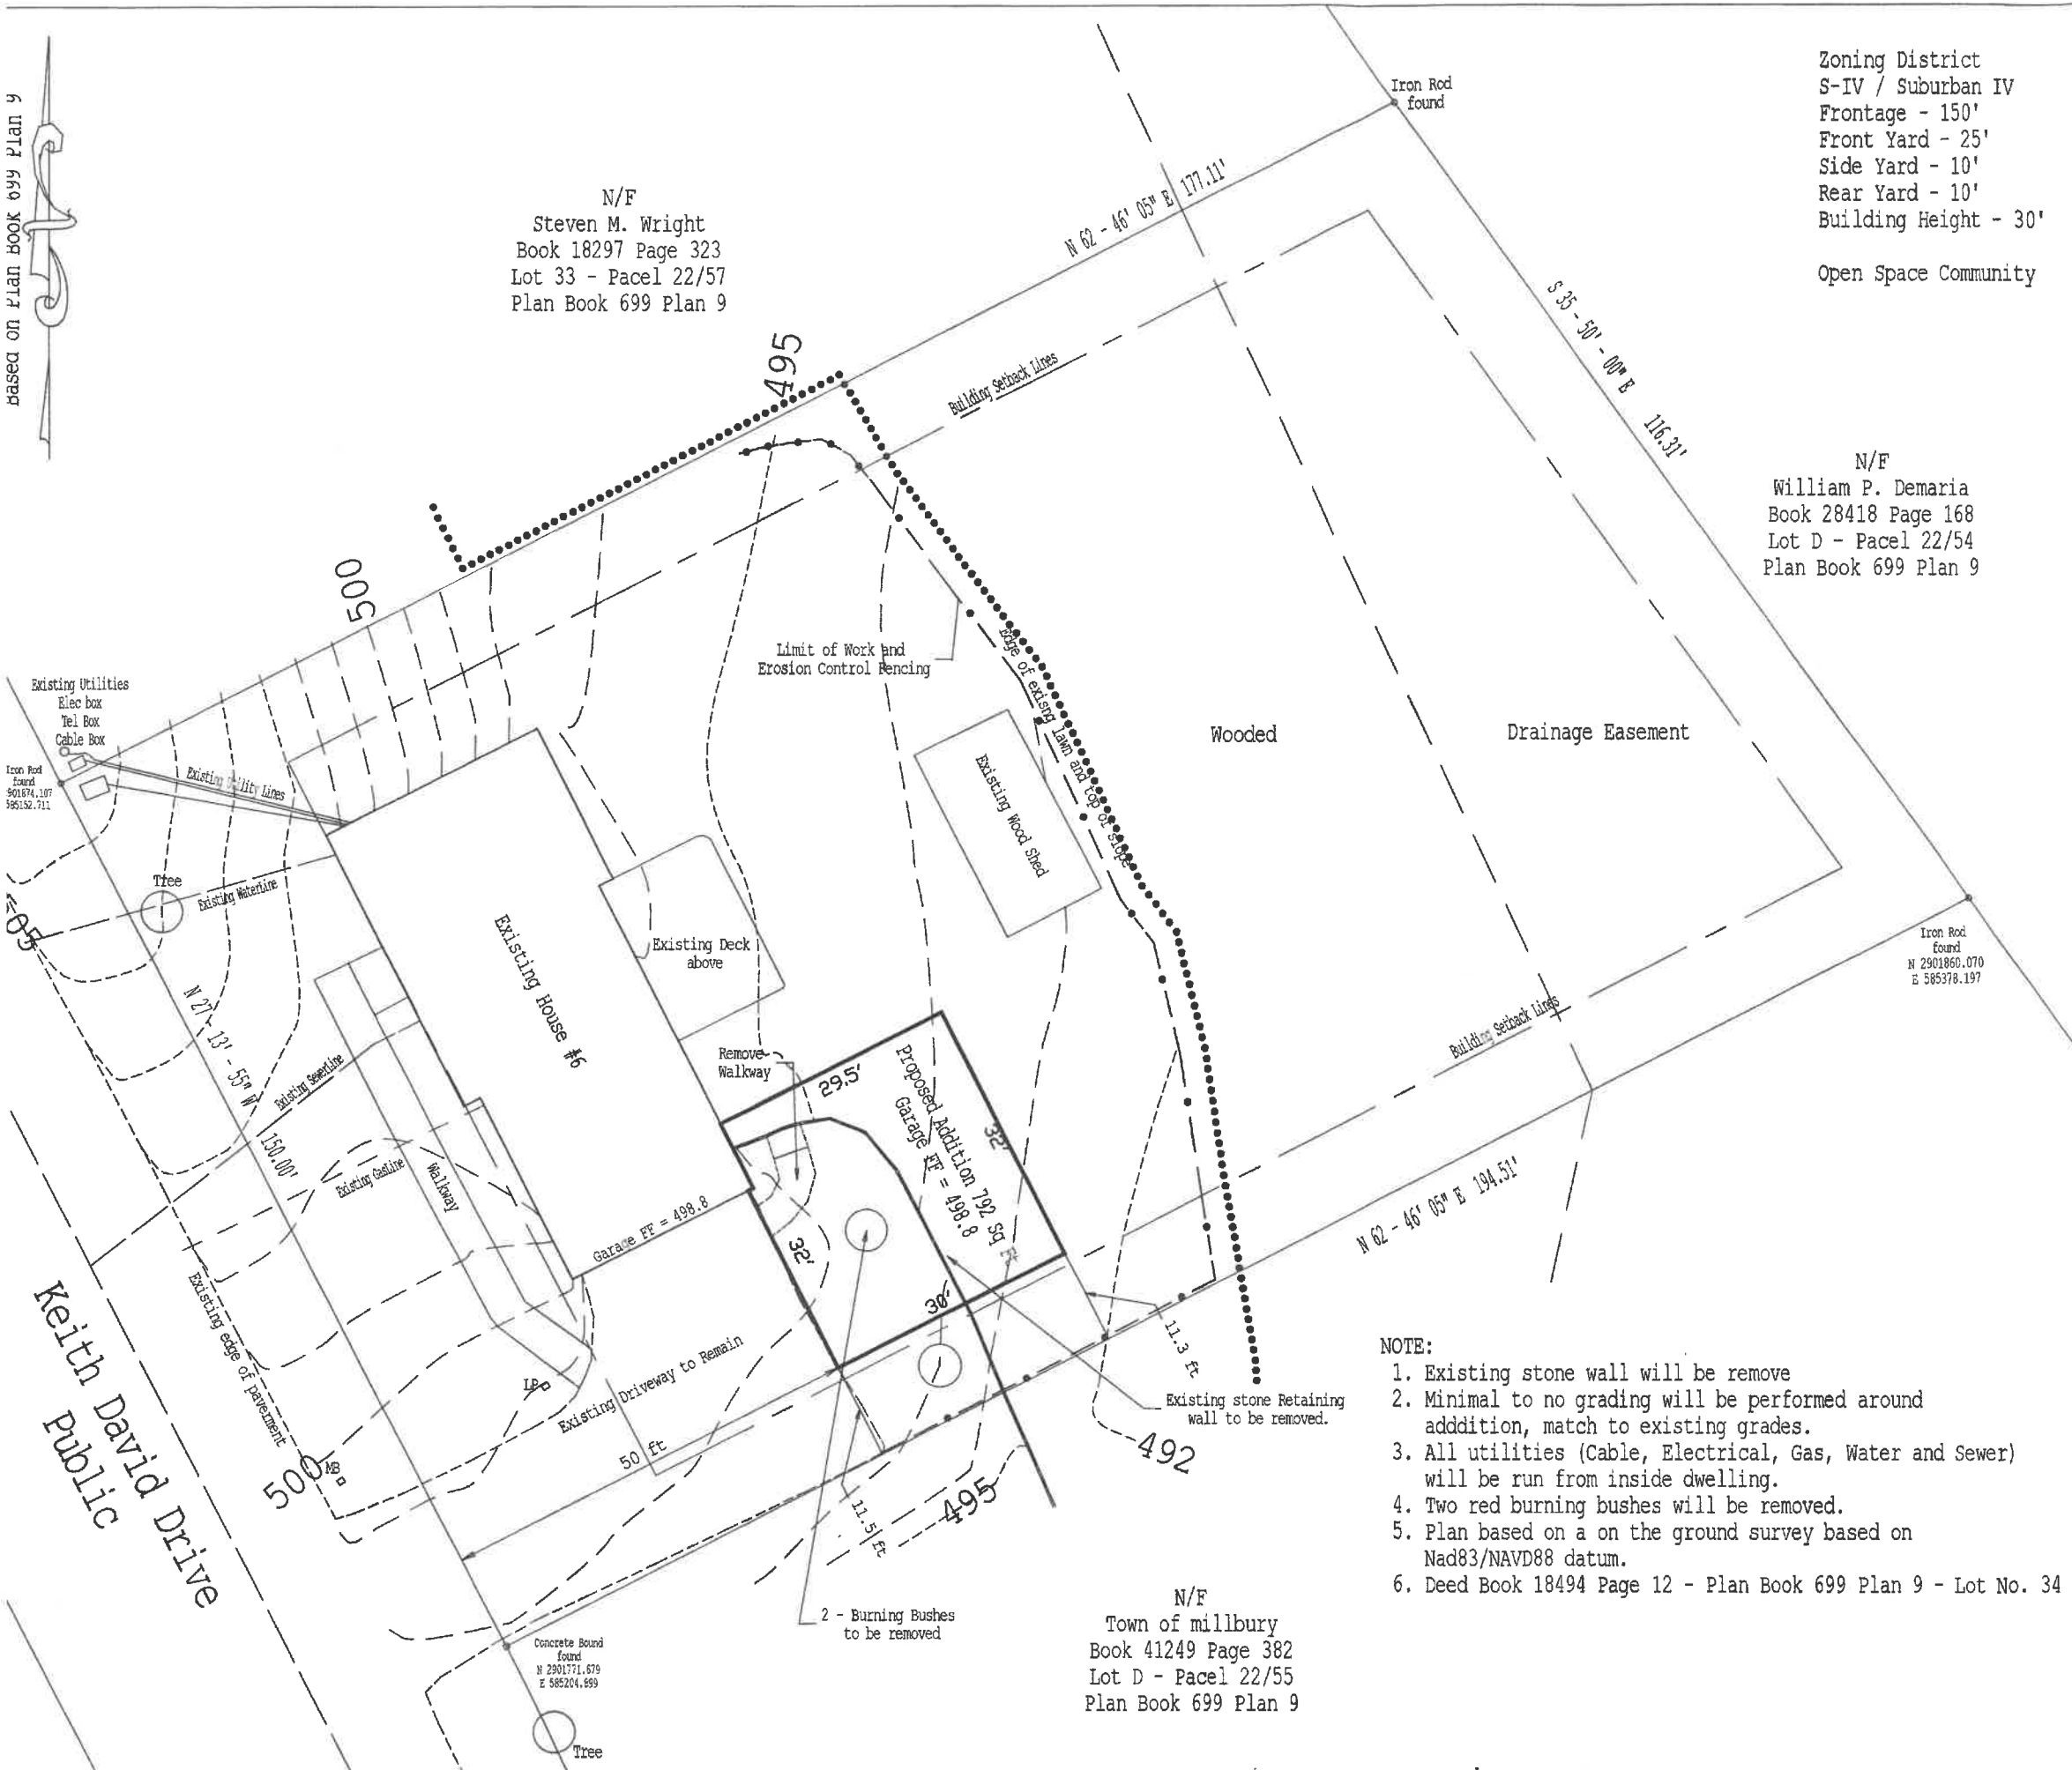 Based on Plan Book 699 Plan 9
Zoning District
S-IV / Suburban IV
Frontage - 150'
Front Yard - 25'
Side Yard - 10'
Rear Yard - 10'
Building Height - 30'
Open Space Community
Iron Rod
found
N/F
Steven M. Wright
Book 18297 Page 323
Lot 33 - Pacel 22/57
Plan Book 699 Plan 9
N 62 - 46' 05" E 177.11'
S 35 - 50' - 00" E 116.31'
495
Building Setback Lines
N/F
William P. Demaria
Book 28418 Page 168
Lot D - Pacel 22/54
Plan Book 699 Plan 9
500
Limit of Work and
Erosion Control Fencing
Edge of exisng lawn and top of slope
Existing Utilities
Elec box
Tel Box
Cable Box
Iron Rod
found
901874.107
585152.711
Existing Utility Lines
Wooded
Drainage Easement
Existing Wood Shed
Tree
Existing WaterLine
505
Existing House #6
Existing Deck
above
Iron Rod
found
N 2901860.070
E 585378.197
N 27 - 13' - 55" W 150.00'
Building Setback Lines
Existing SewerLine
Remove
Walkway
29.5'
Proposed Addition 792 Sq Ft.
Garage FF = 498.8
32'
Existing GasLine
Walkway
Garage FF = 498.8
32'
30'
N 62 - 46' 05" E 194.51'
Keith David Drive
Public
Existing edge of paverment
LP
Existing Driveway to Remain
11.3 ft
Existing stone Retaining
wall to be removed.
50 ft
500
MB
492
495
11.5 ft
NOTE:
1. Existing stone wall will be remove
2. Minimal to no grading will be performed around
adddition, match to existing grades.
3. All utilities (Cable, Electrical, Gas, Water and Sewer)
will be run from inside dwelling.
4. Two red burning bushes will be removed.
5. Plan based on a on the ground survey based on
Nad83/NAVD88 datum.
6. Deed Book 18494 Page 12 - Plan Book 699 Plan 9 - Lot No. 34
2 - Burning Bushes
to be removed
N/F
Town of millbury
Book 41249 Page 382
Lot D - Pacel 22/55
Plan Book 699 Plan 9
Concrete Bound
found
N 2901771.679
E 585204.899
Tree